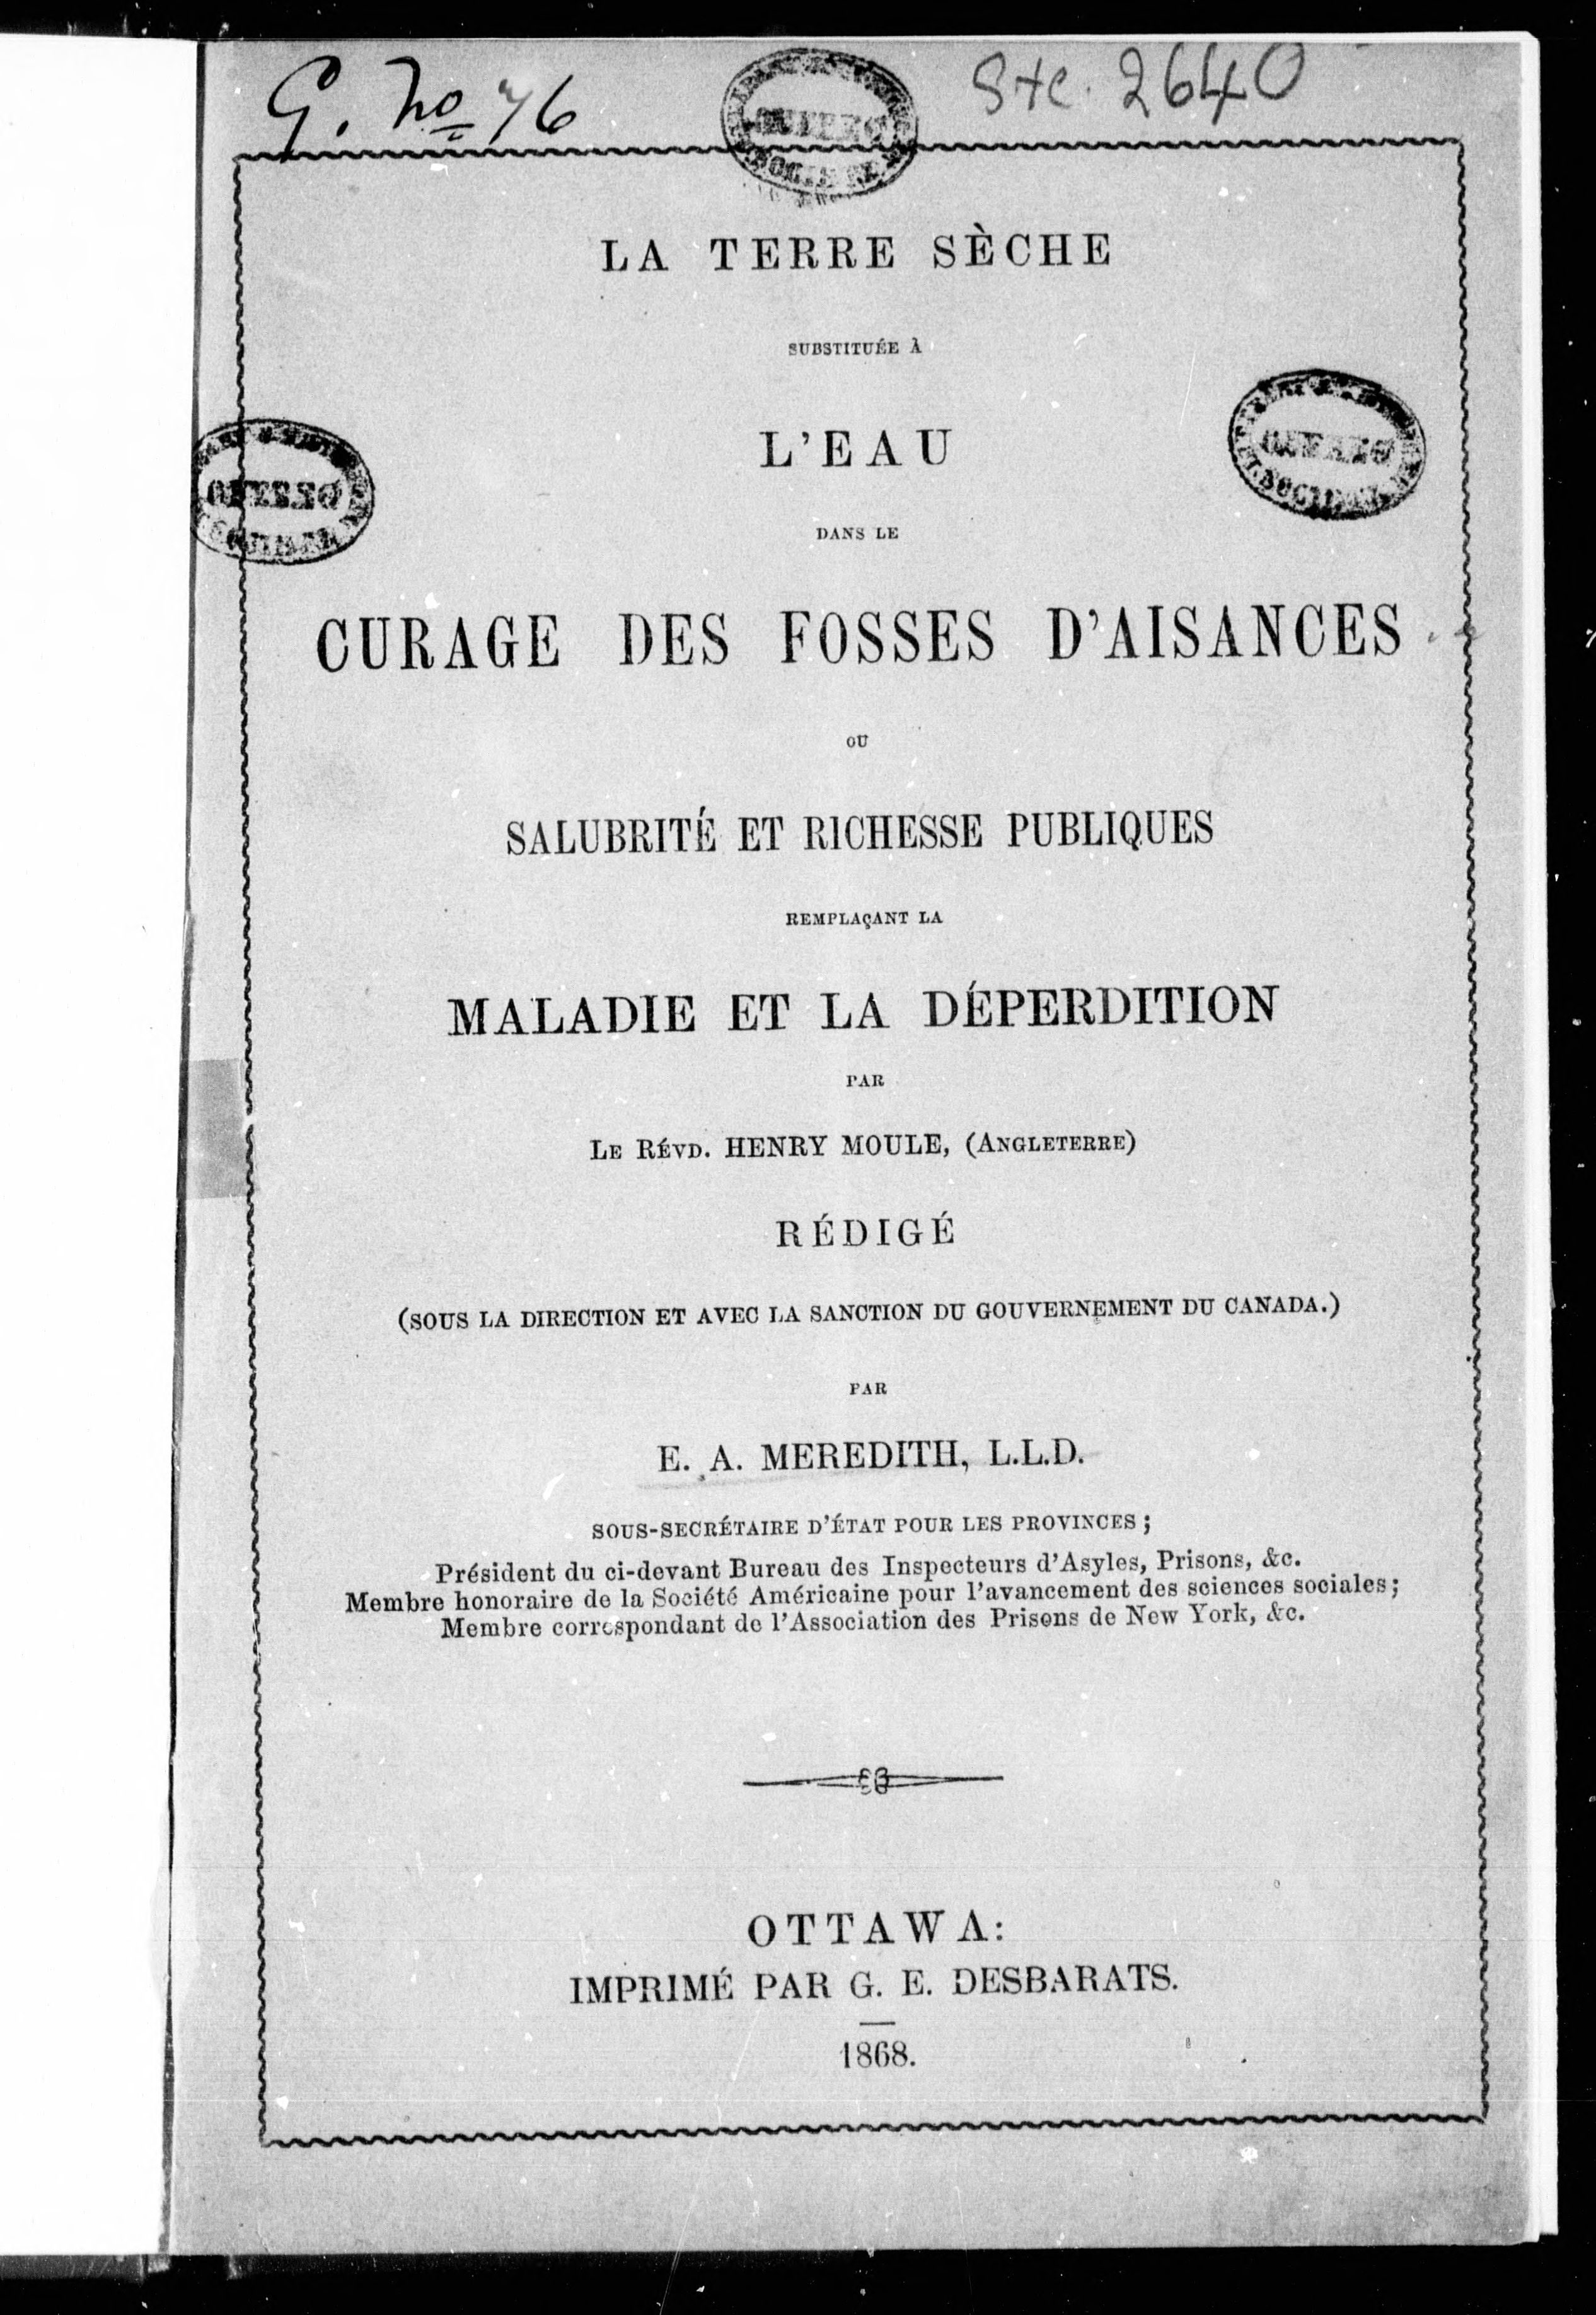 G. No 76
Ste. 2640
QUEBEC
LA TERRE SÈCHE
SUBSTITUÉE À
L'EAU
QUEBEC
QUEBEC
DANS LE
CURAGE DES FOSSES D'AISANCES
OU
SALUBRITÉ ET RICHESSE PUBLIQUES
REMPLAÇANT LA
MALADIE ET LA DÉPERDITION
PAR
LE RÉVD. HENRY MOULE, (ANGLETERRE)
RÉDIGÉ
(SOUS LA DIRECTION ET AVEC LA SANCTION DU GOUVERNEMENT DU CANADA.)
PAR
E. A. MEREDITH, L.L.D.
SOUS-SECRÉTAIRE D'ÉTAT POUR LES PROVINCES ;
Président du ci-devant Bureau des Inspecteurs d'Asyles, Prisons, &c.
Membre honoraire de la Société Américaine pour l'avancement des sciences sociales ;
Membre correspondant de l'Association des Prisons de New York, &c.
OTTAWA:
IMPRIMÉ PAR G. E. DESBARATS.
1868.